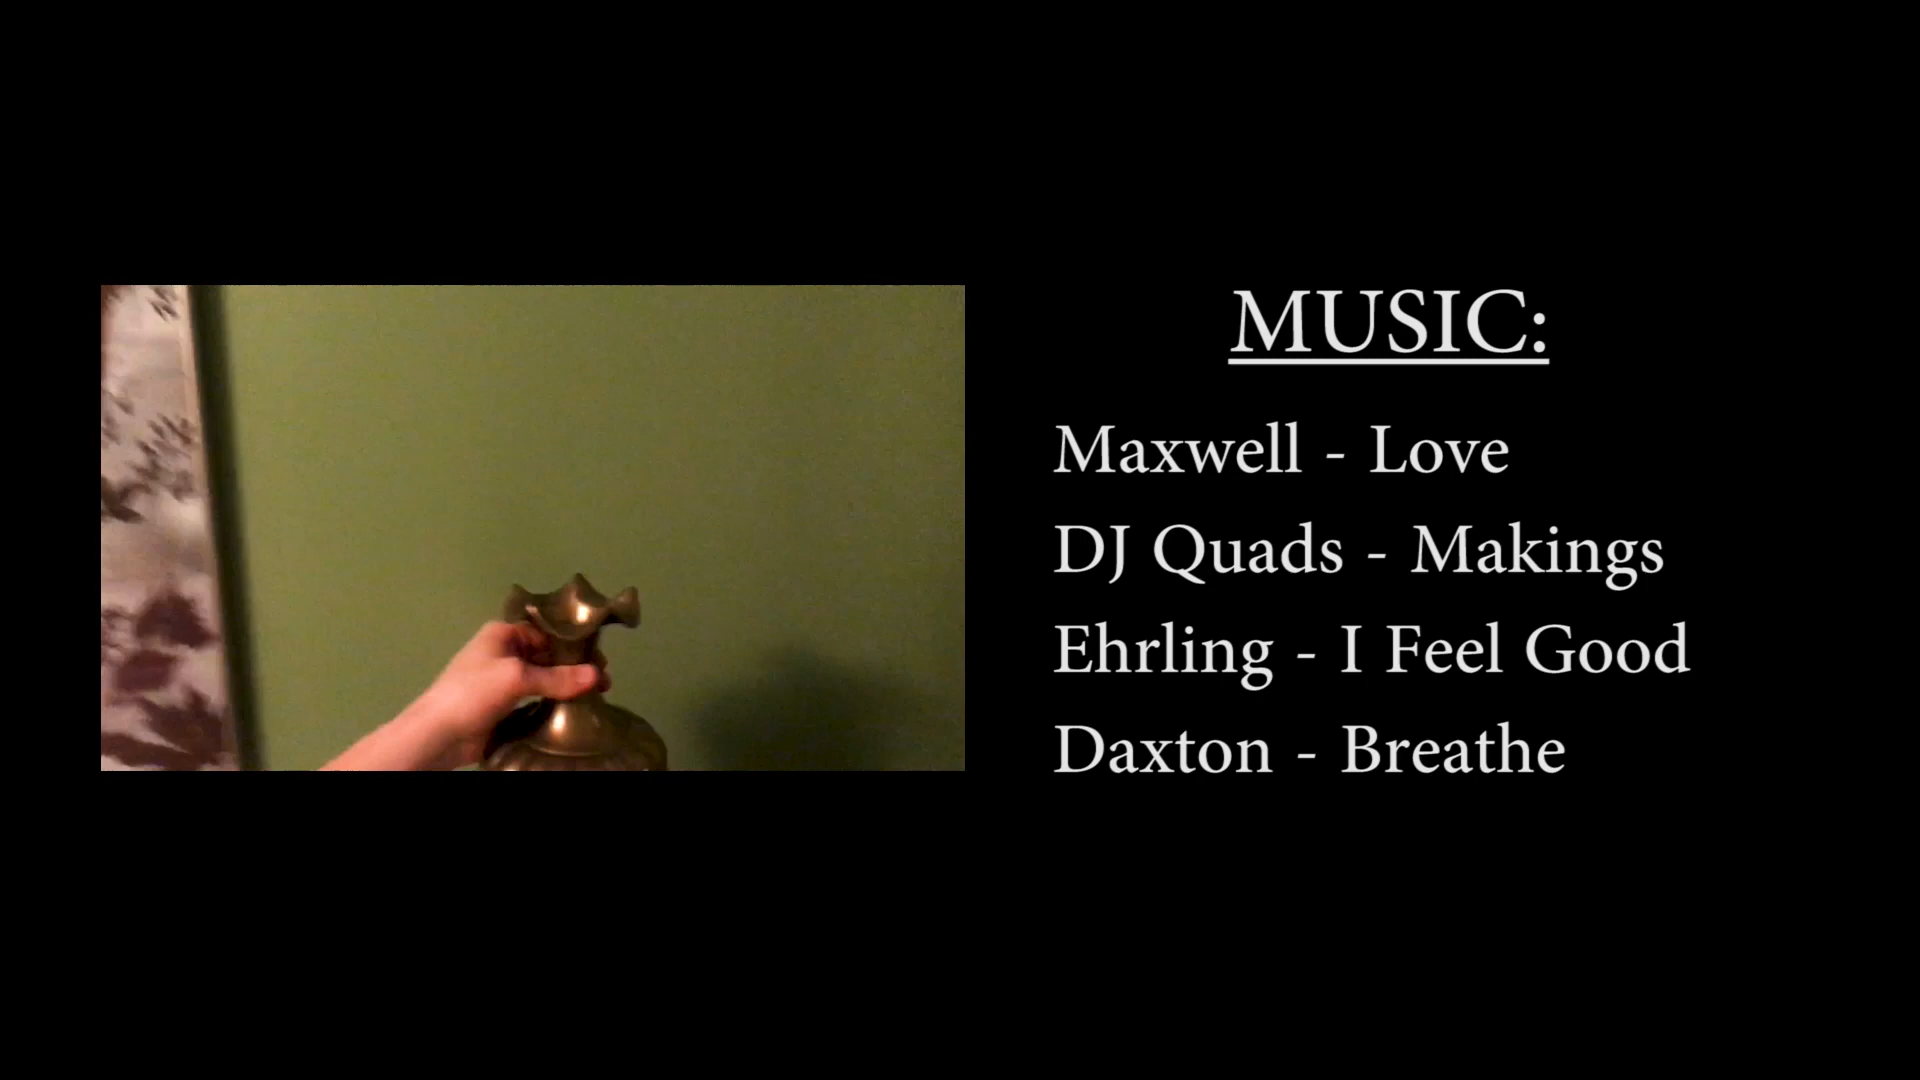 MUSIC:
Maxwell - Love
DJ Quads - Makings
Ehrling - I Feel Good
Daxton - Breathe